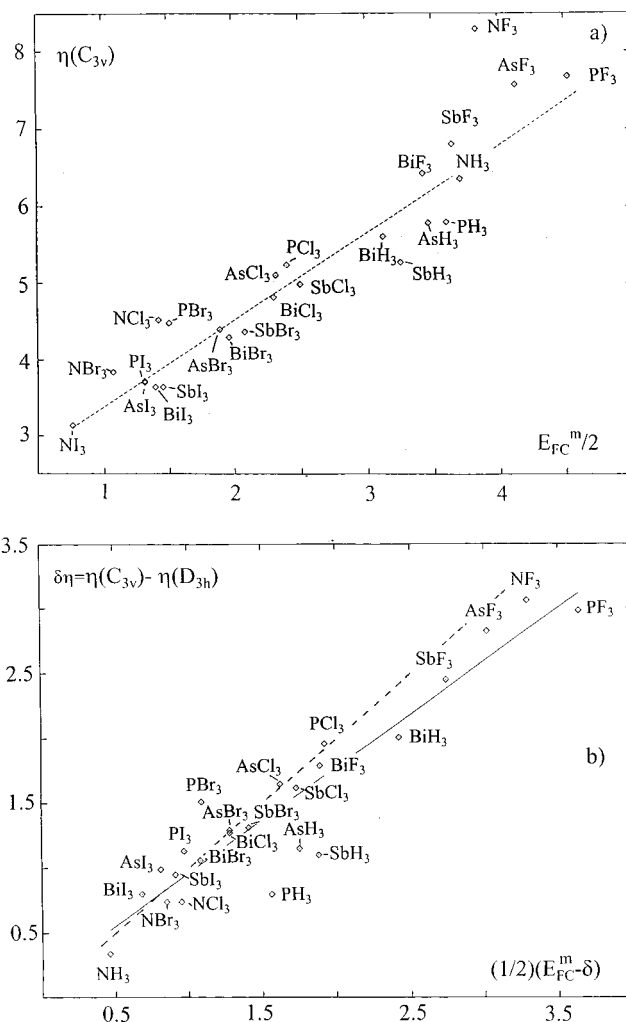 NF₃
a)
8
η(C₃ᵥ)
AsF₃
PF₃
7
SbF₃
BiF₃ NH₃
6
PCl₃
BiH₃ AsH₃ PH₃
AsCl₃
SbH₃
5
SbCl₃
NCl₃ PBr₃
BiCl₃
SbBr₃
PI₃
AsBr₃ BiBr₃
4
NBr₃
AsI₃ BiI₃ SbI₃
NI₃
3
E_FC^m/2
1 2 3 4
3.5
δη=η(C₃ᵥ)- η(D₃ₕ)
NF₃
AsF₃
PF₃
SbF₃
2.5
PCl₃
BiH₃
b)
AsCl₃
BiF₃
PBr₃
SbCl₃
1.5
AsBr₃ SbBr₃
AsH₃
PI₃
BiCl₃
SbH₃
AsI₃
BiBr₃
BiI₃
SbI₃
PH₃
NBr₃ NCl₃
0.5
NH₃
(1/2)(E_FC^m-δ)
0.5 1.5 2.5 3.5